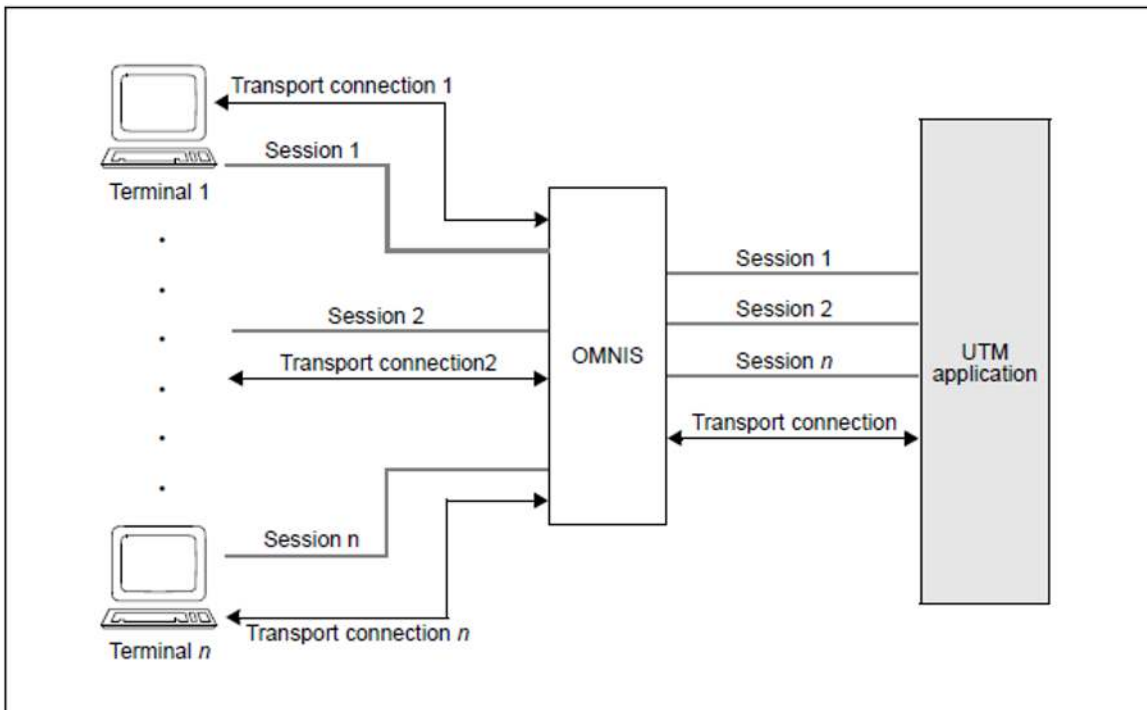 Transport connection 1
Session 1
Terminal 1
Session 2
Transport connection2
Session n
Transport connection n
Terminal n
OMNIS
Session 1
Session 2
Session n
Transport connection
UTM
application